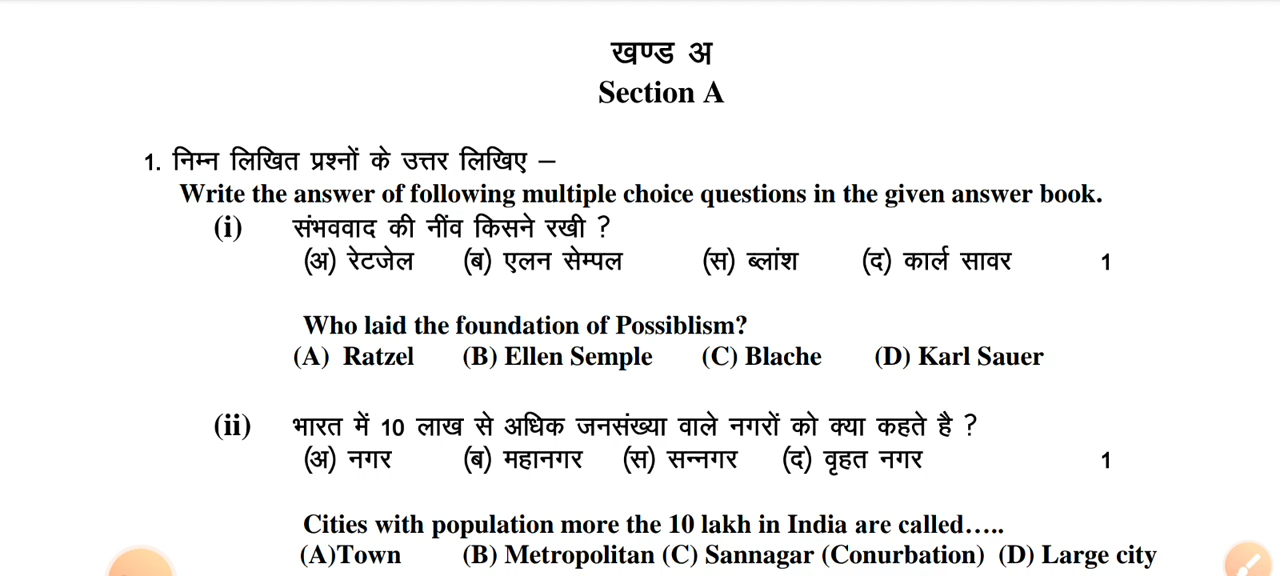 खण्ड अ
Section A
1. निम्न लिखित प्रश्नों के उत्तर लिखिए –
Write the answer of following multiple choice questions in the given answer book.
(i) संभववाद की नींव किसने रखी ?
(अ) रेटजेल (ब) एलन सेम्पल (स) ब्लांश (द) कार्ल सावर 1
Who laid the foundation of Possiblism?
(A) Ratzel (B) Ellen Semple (C) Blache (D) Karl Sauer
(ii) भारत में 10 लाख से अधिक जनसंख्या वाले नगरों को क्या कहते है ?
(अ) नगर (ब) महानगर (स) सन्नगर (द) वृहत नगर 1
Cities with population more the 10 lakh in India are called…..
(A)Town (B) Metropolitan (C) Sannagar (Conurbation) (D) Large city